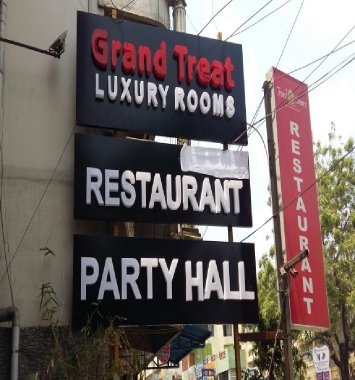 Grand Treat
LUXURY ROOMS
RESTAURANT
PARTY HALL
RESTAURANT